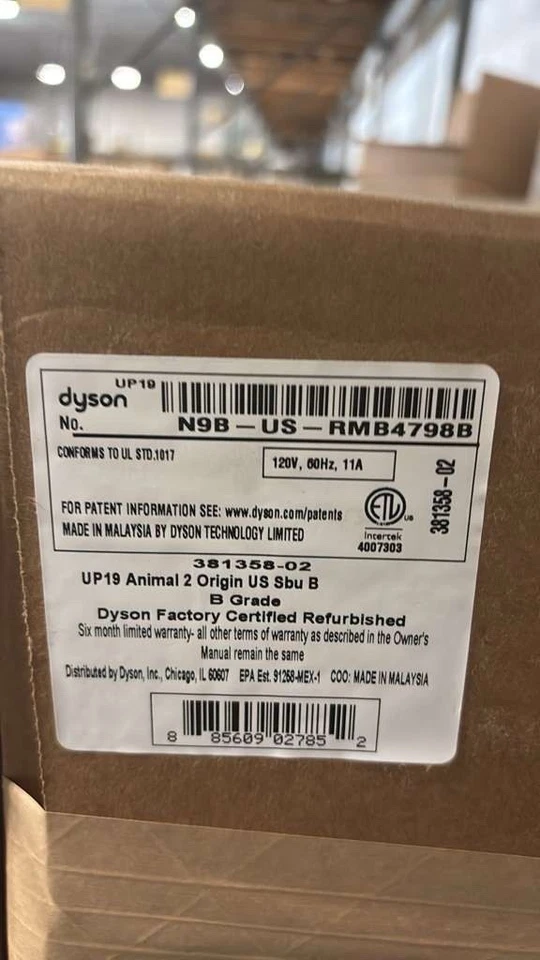 UP19
dyson
No. N9B-US-RMB4798B
CONFORMS TO UL STD.1017
120V, 60Hz, 11A
381358-02
FOR PATENT INFORMATION SEE: www.dyson.com/patents
MADE IN MALAYSIA BY DYSON TECHNOLOGY LIMITED
ETL US
Intertek
4007303
381358-02
UP19 Animal 2 Origin US Sbu B
B Grade
Dyson Factory Certified Refurbished
Six month limited warranty- all other terms of warranty as described in the Owner's
Manual remain the same
Distributed by Dyson, Inc., Chicago, IL 60607 EPA Est. 91268-MEX-1 COO: MADE IN MALAYSIA
8 85609 02785 2